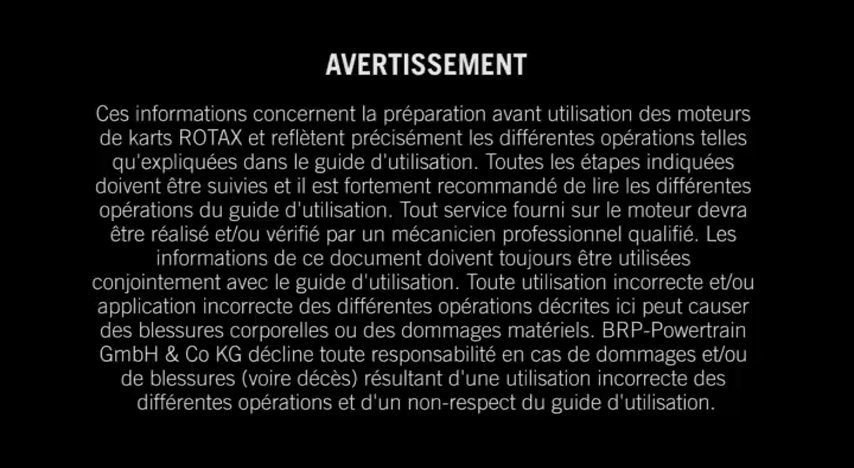 AVERTISSEMENT
Ces informations concernent la préparation avant utilisation des moteurs
de karts ROTAX et reflètent précisément les différentes opérations telles
qu'expliquées dans le guide d'utilisation. Toutes les étapes indiquées
doivent être suivies et il est fortement recommandé de lire les différentes
opérations du guide d'utilisation. Tout service fourni sur le moteur devra
être réalisé et/ou vérifié par un mécanicien professionnel qualifié. Les
informations de ce document doivent toujours être utilisées
conjointement avec le guide d'utilisation. Toute utilisation incorrecte et/ou
application incorrecte des différentes opérations décrites ici peut causer
des blessures corporelles ou des dommages matériels. BRP-Powertrain
GmbH & Co KG décline toute responsabilité en cas de dommages et/ou
de blessures (voire décès) résultant d'une utilisation incorrecte des
différentes opérations et d'un non-respect du guide d'utilisation.